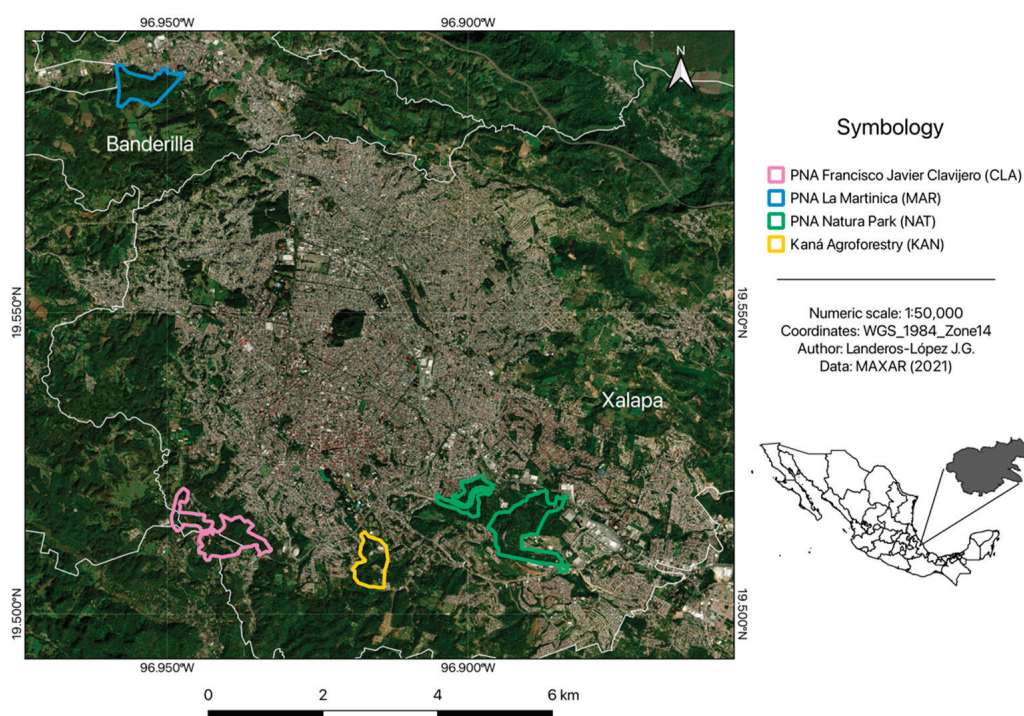 96.950°W
96.900°W
N
Banderilla
Xalapa
19.550°N
19.550°N
19.500°N
19.500°N
96.950°W
96.900°W
0 2 4 6 km
Symbology
PNA Francisco Javier Clavijero (CLA)
PNA La Martinica (MAR)
PNA Natura Park (NAT)
Kaná Agroforestry (KAN)
Numeric scale: 1:50,000
Coordinates: WGS_1984_Zone14
Author: Landeros-López J.G.
Data: MAXAR (2021)